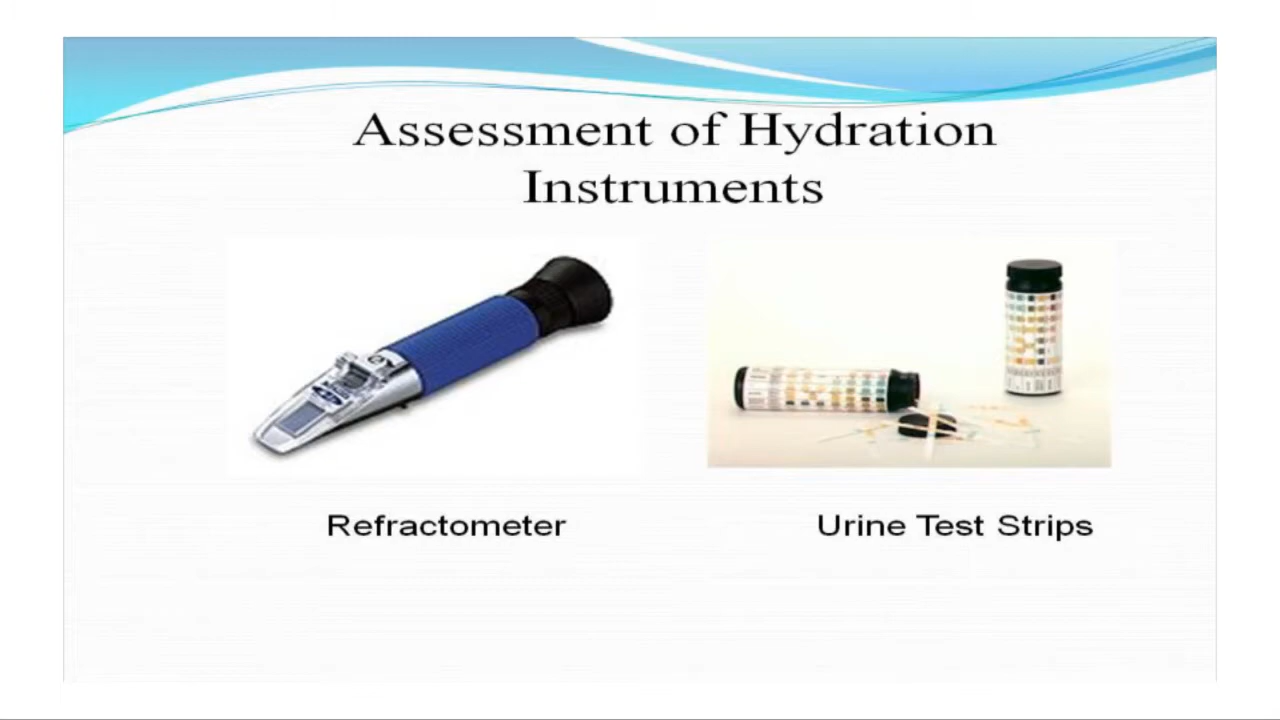 Assessment of Hydration
Instruments
Refractometer
Urine Test Strips